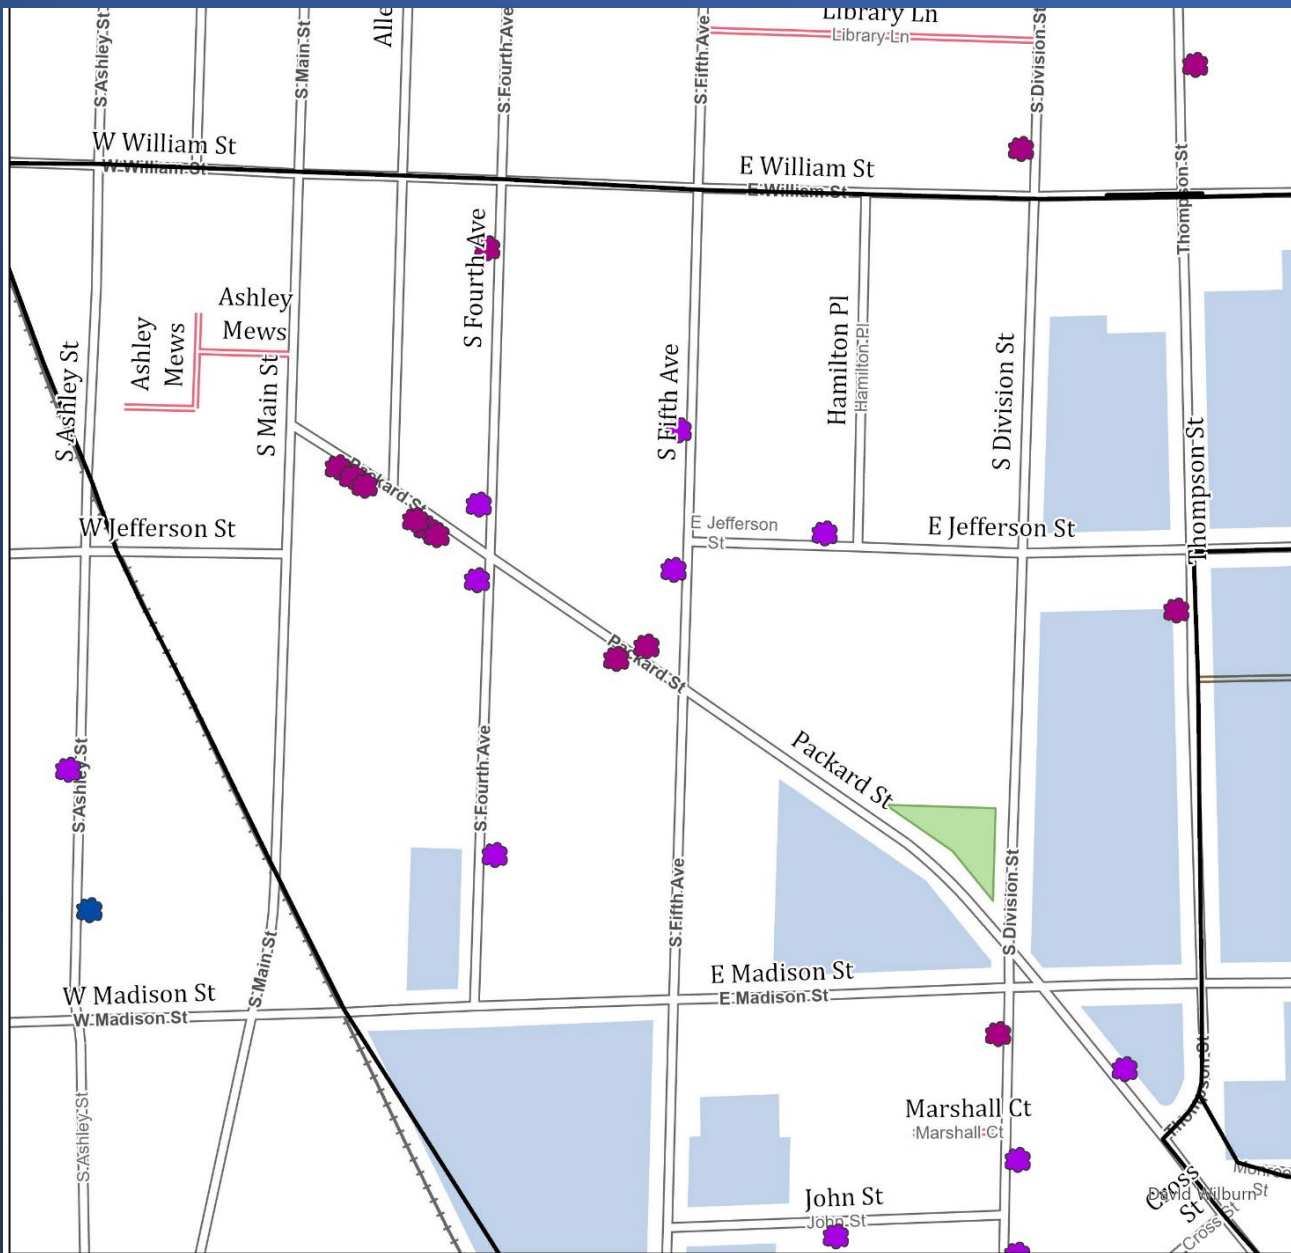 Library Ln
Library Ln
S Ashley St
S Main St
Alle
S Fourth Ave
S Fifth Ave
S Division St
W William St
W William St
E William St
E William St
Thompson St
S Fourth Ave
Ashley
Mews
Ashley
Mews
S Ashley St
S Main St
S Fifth Ave
Hamilton Pl
Hamilton Pl
S Division St
Thompson St
Packard St
W Jefferson St
E Jefferson
St
E Jefferson St
Packard St
Packard St
S Ashley St
S Fourth Ave
S Fifth Ave
S Division St
S Main St
W Madison St
W Madison St
E Madison St
E Madison St
Thompson St
Marshall Ct
Marshall Ct
S Ashley St
Thompson St
Cross
St
Monroe
St
David Wilburn
John St
John St
Cross St